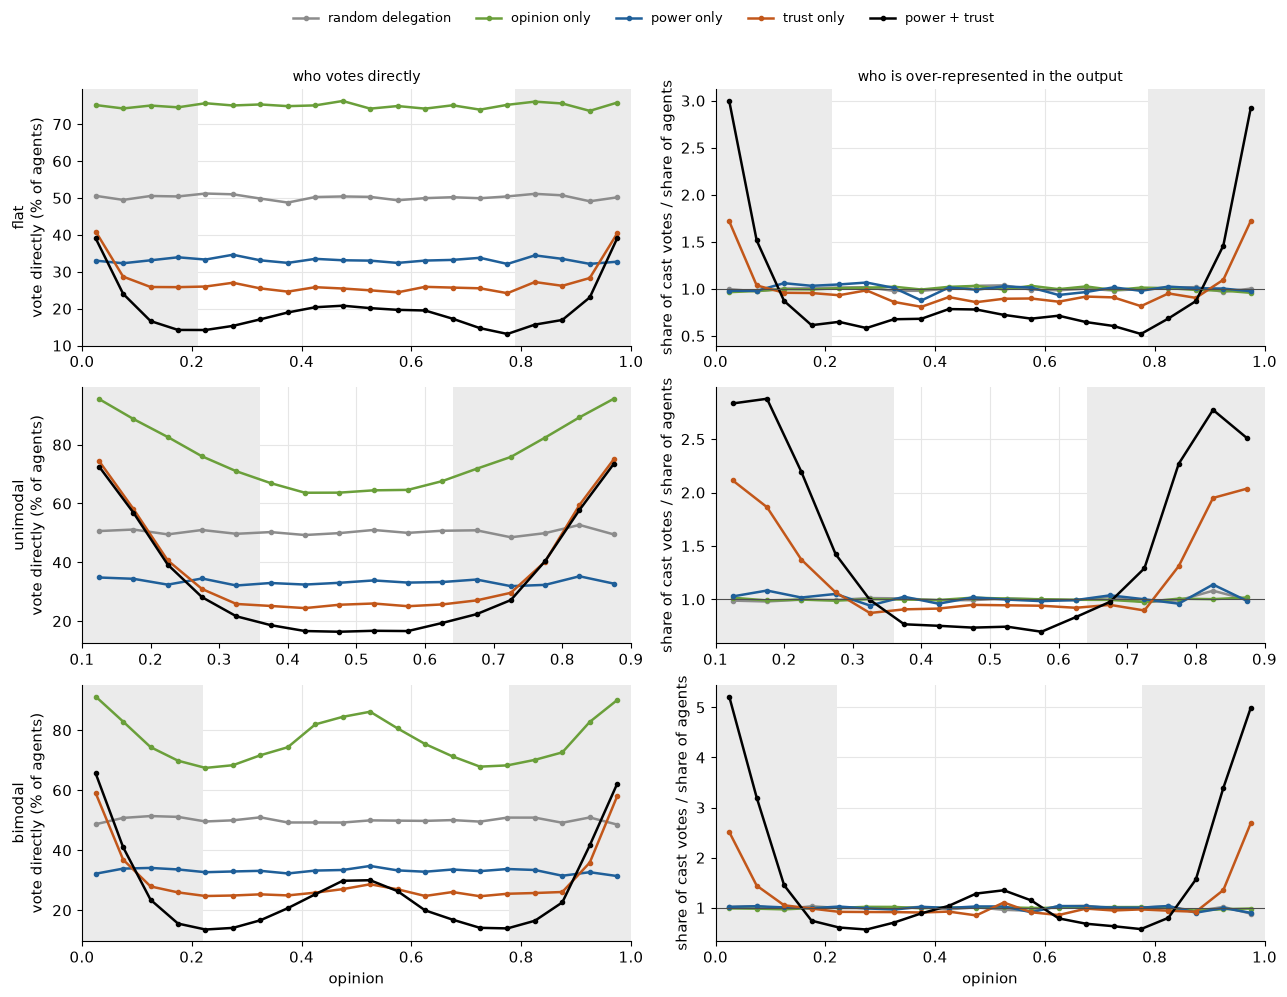 random delegation opinion only power only trust only power + trust
who votes directly
who is over-represented in the output
flat
vote directly (% of agents)
70
60
50
40
30
20
10
0.0 0.2 0.4 0.6 0.8 1.0
share of cast votes / share of agents
3.0
2.5
2.0
1.5
1.0
0.5
0.0 0.2 0.4 0.6 0.8 1.0
unimodal
vote directly (% of agents)
80
60
40
20
0.1 0.2 0.3 0.4 0.5 0.6 0.7 0.8 0.9
share of cast votes / share of agents
2.5
2.0
1.5
1.0
0.1 0.2 0.3 0.4 0.5 0.6 0.7 0.8 0.9
bimodal
vote directly (% of agents)
80
60
40
20
0.0 0.2 0.4 0.6 0.8 1.0
opinion
share of cast votes / share of agents
5
4
3
2
1
0.0 0.2 0.4 0.6 0.8 1.0
opinion